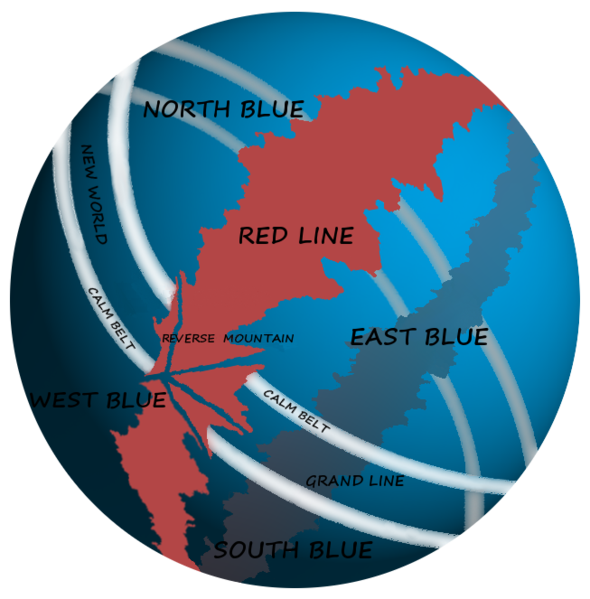 NORTH BLUE
NEW WORLD
RED LINE
CALM BELT
REVERSE MOUNTAIN
EAST BLUE
WEST BLUE
CALM BELT
GRAND LINE
SOUTH BLUE